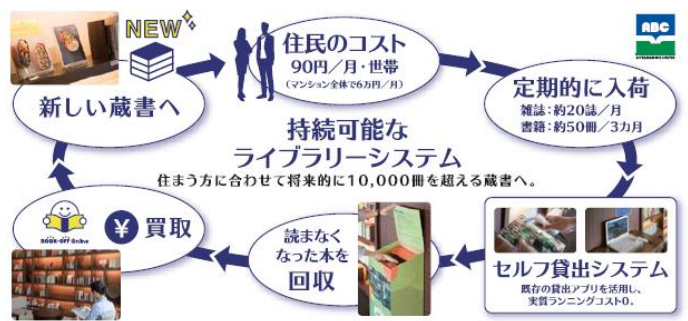 NEW
新しい蔵書へ
住民のコスト
90円／月・世帯
（マンション全体で6万円／月）
ABC
定期的に入荷
雑誌：約20誌／月
書籍：約50冊／3カ月
持続可能な
ライブラリーシステム
住まう方に合わせて将来的に10,000冊を超える蔵書へ。
BOOK-OFF Online
¥ 買取
読まなく
なった本を
回収
セルフ貸出システム
既存の貸出アプリを活用し、
実質ランニングコスト0。